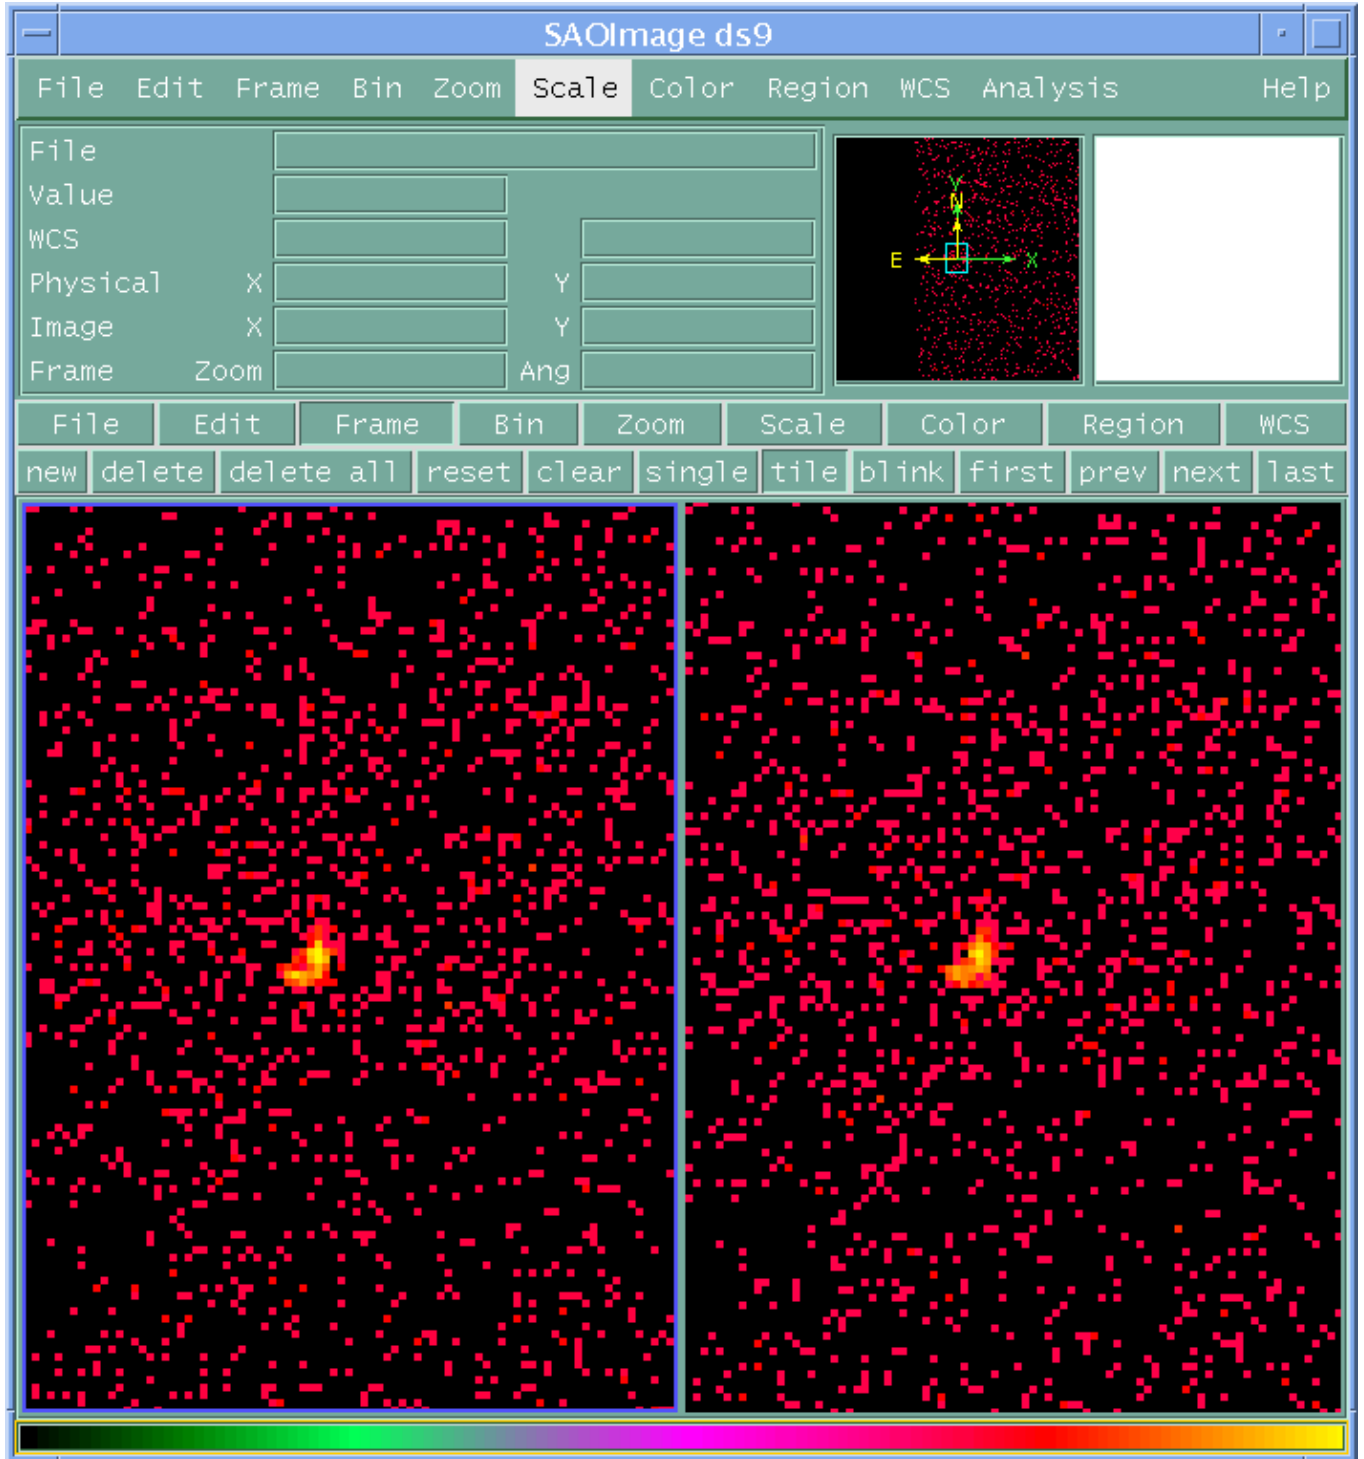 SAOImage ds9
File Edit Frame Bin Zoom Scale Color Region WCS Analysis Help
File
Value
WCS
Physical X Y
Image X Y
Frame Zoom Ang
Y
N
E X
File Edit Frame Bin Zoom Scale Color Region WCS
new delete delete all reset clear single tile blink first prev next last